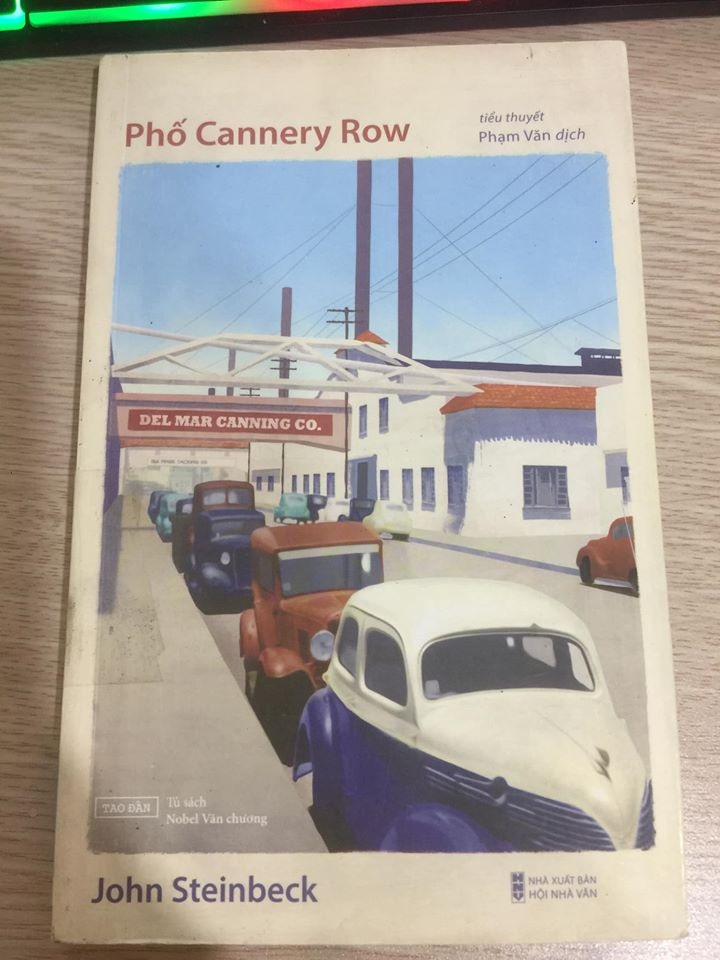 Phố Cannery Row
tiểu thuyết
Phạm Văn dịch
DEL MAR CANNING CO.
TAO ĐÀN
Tủ sách
Nobel Văn chương
John Steinbeck
HNV
NHÀ XUẤT BẢN
HỘI NHÀ VĂN